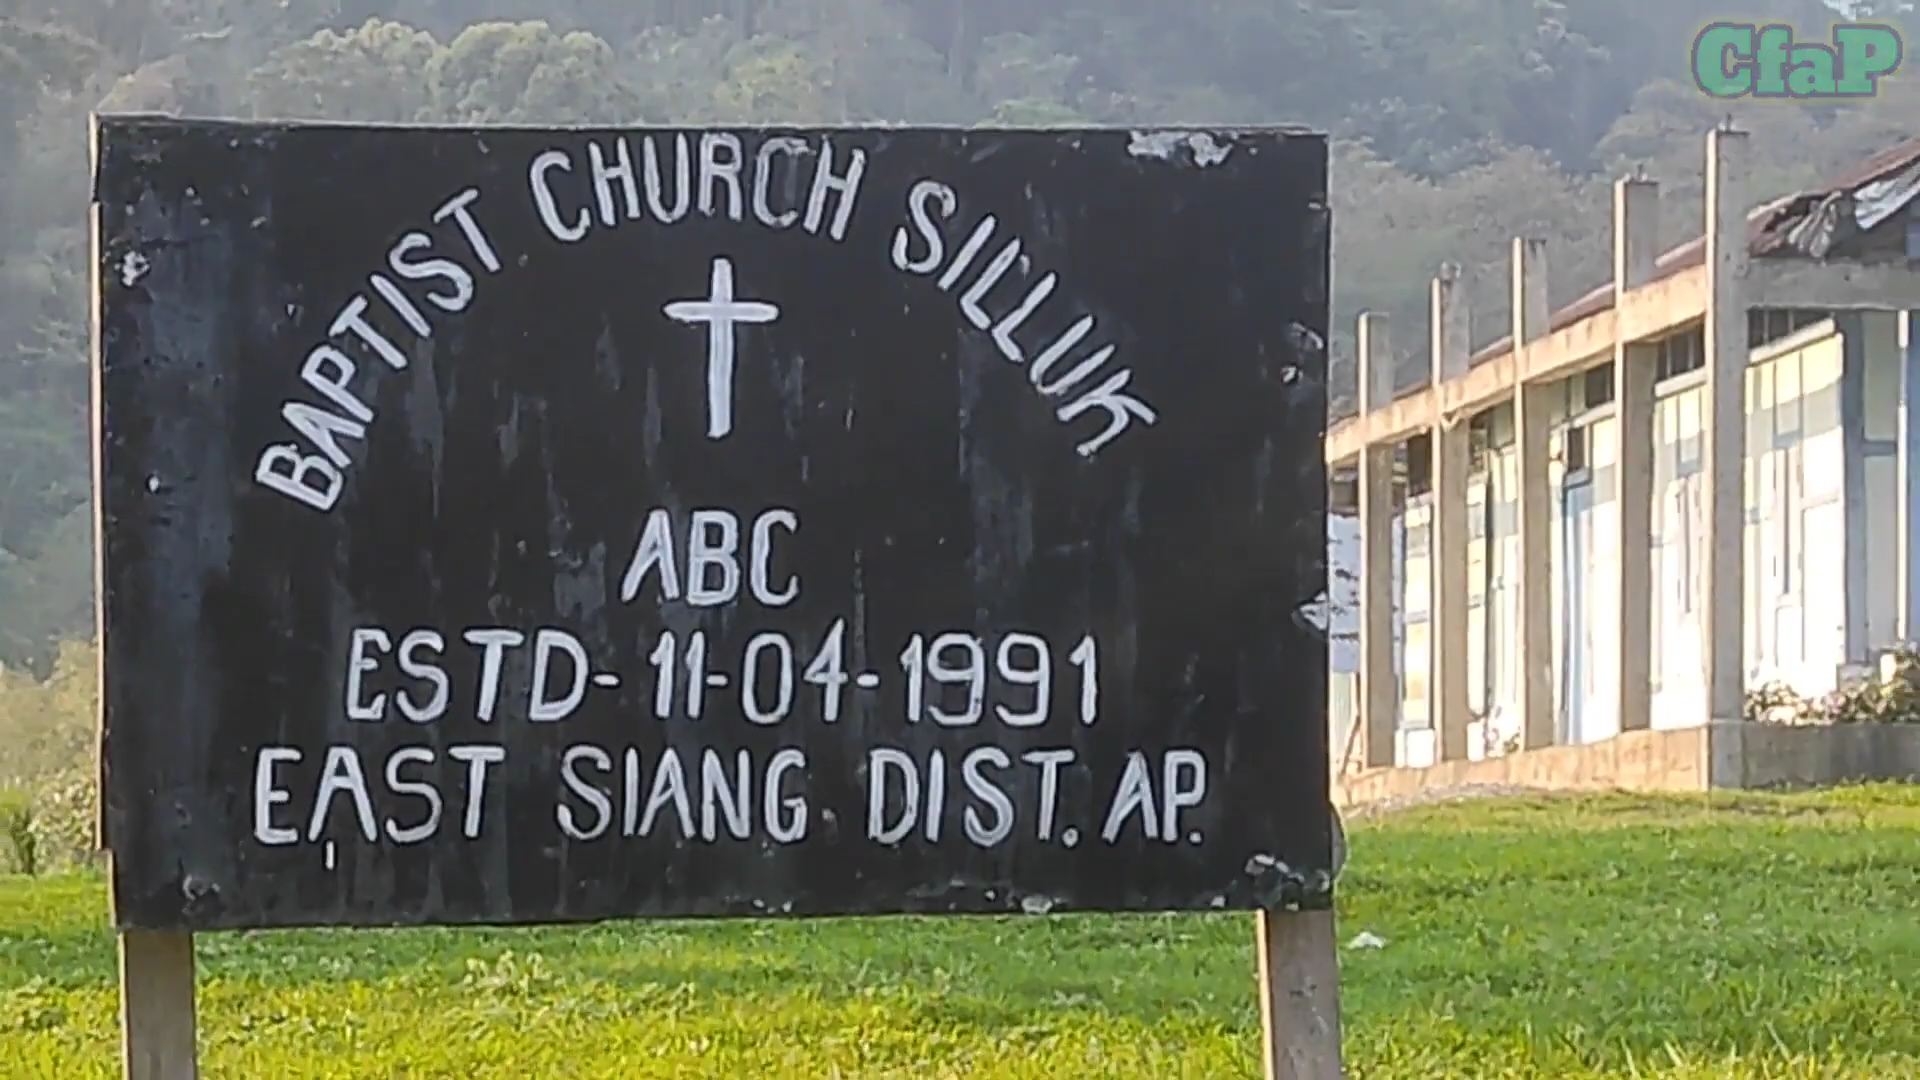 CfaP
BAPTIST CHURCH SILLUK
ABC
ESTD-11-04-1991
EAST SIANG DIST. AP.